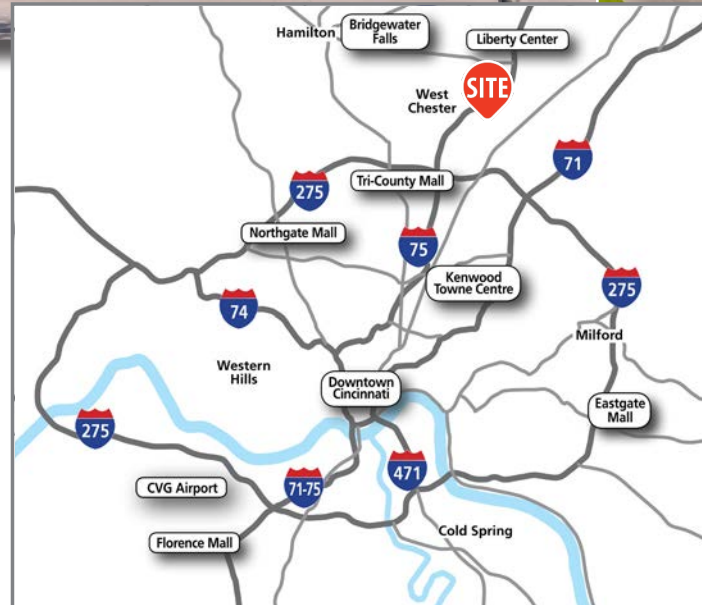 Hamilton
Bridgewater
Falls
Liberty Center
SITE
West
Chester
71
Tri-County Mall
275
Northgate Mall
75
Kenwood
Towne Centre
275
74
Milford
Western
Hills
Downtown
Cincinnati
Eastgate
Mall
275
471
71-75
CVG Airport
Cold Spring
Florence Mall